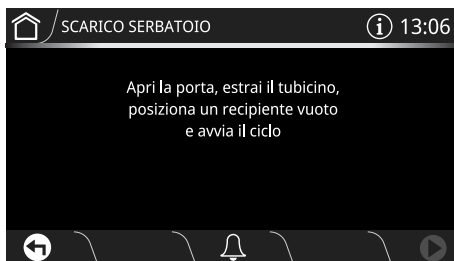 SCARICO SERBATOIO
i 13:06
Apri la porta, estrai il tubicino,
posiziona un recipiente vuoto
e avvia il ciclo